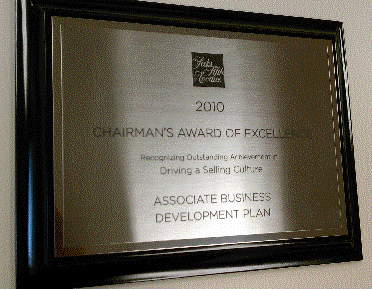 Saks
Fifth
Avenue
2010
CHAIRMAN'S AWARD OF EXCELLENCE
Recognizing Outstanding Achievement in
Driving a Selling Culture
ASSOCIATE BUSINESS
DEVELOPMENT PLAN